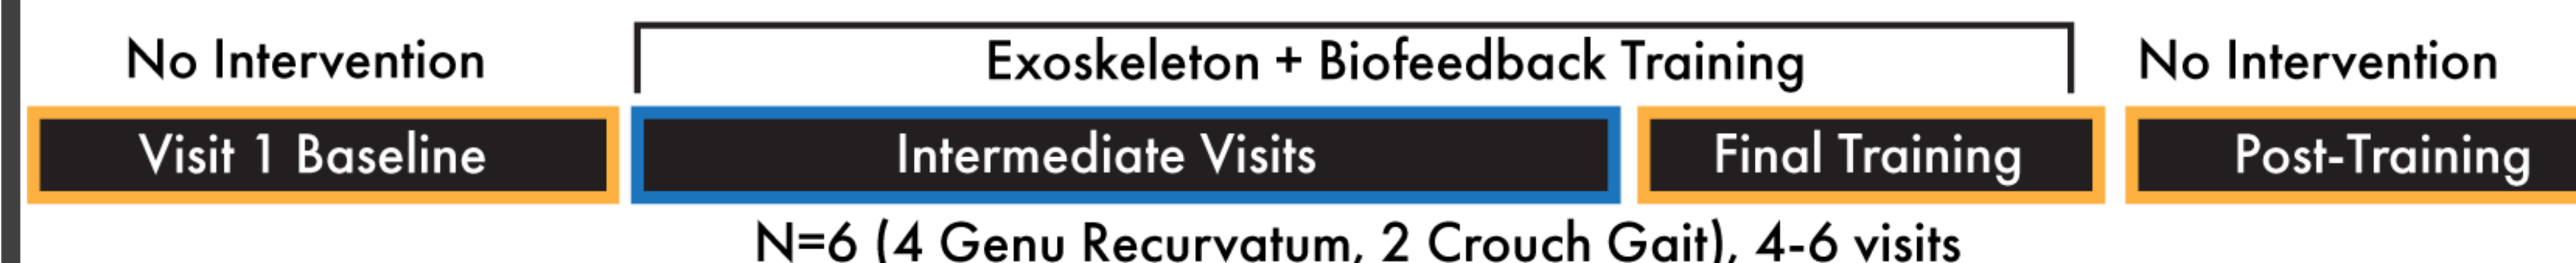 No Intervention
Exoskeleton + Biofeedback Training
No Intervention
Visit 1 Baseline
Intermediate Visits
Final Training
Post-Training
N=6 (4 Genu Recurvatum, 2 Crouch Gait), 4-6 visits